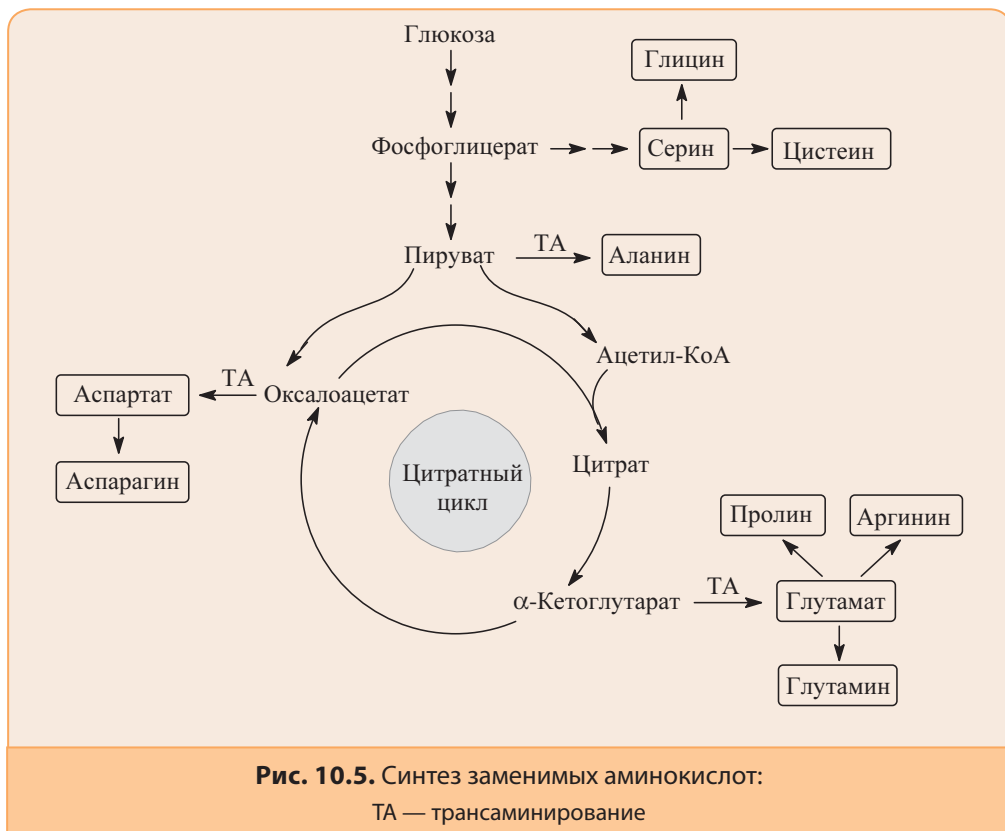 Глюкоза
Глицин
Фосфоглицерат
Серин
Цистеин
Пируват
ТА
Аланин
Ацетил-КоА
Аспартат
ТА
Оксалоацетат
Аспарагин
Цитратный
цикл
Цитрат
Пролин
Аргинин
α-Кетоглутарат
ТА
Глутамат
Глутамин
Рис. 10.5. Синтез заменимых аминокислот:
ТА — трансаминирование